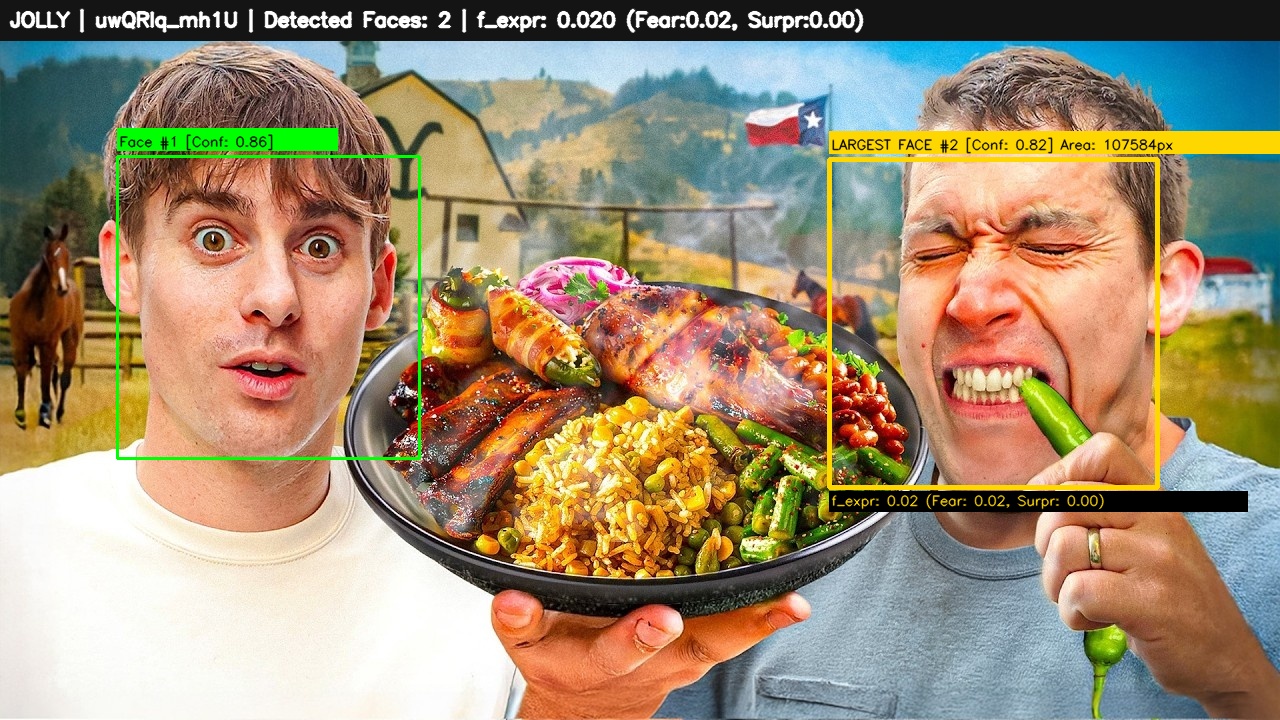 JOLLY | uwQRlq_mh1U | Detected Faces: 2 | f_expr: 0.020 (Fear:0.02, Surpr:0.00)
Face #1 [Conf: 0.86]
LARGEST FACE #2 [Conf: 0.82] Area: 107584px
f_expr: 0.02 (Fear: 0.02, Surpr: 0.00)